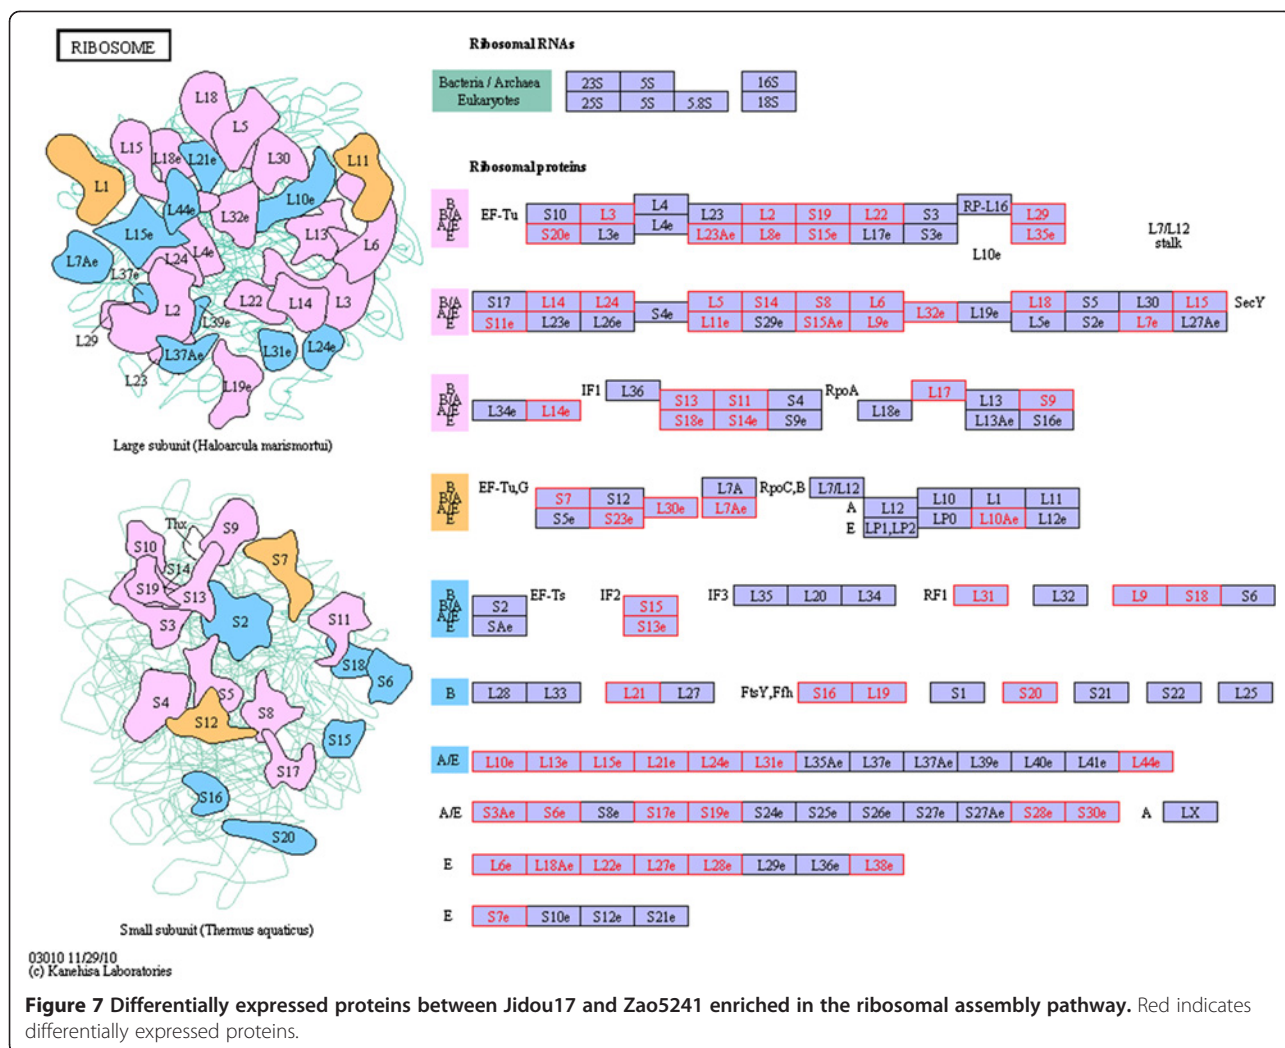 RIBOSOME
L18
L5
L15
L18e
L21e
L30
L11
L1
L10e
L44e
L32e
L15e
L13
L6
L7Ae
L4e
L24
L37e
L2
L22
L14
L3
L39e
L29
L37Ae
L31e
L24e
L23
L19e
Large subunit (Haloarcula marismortui)
Thx
S9
S10
S7
S14
S19
S13
S3
S2
S11
S18
S6
S4
S5
S12
S8
S15
S17
S16
S20
Small subunit (Thermus aquaticus)
03010 11/29/10
(c) Kanehisa Laboratories
Ribosomal RNAs
Bacteria / Archaea 23S 5S 16S
Eukaryotes 25S 5S 5.8S 18S
Ribosomal proteins
B
B/A
A/E
E
EF-Tu S10 L3 L4 L23 L2 S19 L22 S3 RP-L16 L29
S20e L3e L4e L23Ae L8e S15e L17e S3e L35e
L10e
L7/L12
stalk
B/A
A/E
E
S17 L14 L24 S4e L5 S14 S8 L6 L32e L19e L18 S5 L30 L15 SecY
S11e L23e L26e L11e S29e S15Ae L9e L5e S2e L7e L27Ae
B
B/A
A/E
E
IF1 L36 S13 S11 S4 RpoA L17 L13 S9
L34e L14e S18e S14e S9e L18e L13Ae S16e
B
B/A
A/E
E
EF-Tu,G S7 S12 L30e L7A RpoC,B L7/L12 L10 L1 L11
S5e S23e L7Ae A L12 LP0 L10Ae L12e
E LP1,LP2
B
B/A
A/E
E
S2 EF-Ts IF2 S15 IF3 L35 L20 L34 RF1 L31 L32 L9 S18 S6
SAe S13e
B L28 L33 L21 L27 FtsY,Ffh S16 L19 S1 S20 S21 S22 L25
A/E L10e L13e L15e L21e L24e L31e L35Ae L37e L37Ae L39e L40e L41e L44e
A/E S3Ae S6e S8e S17e S19e S24e S25e S26e S27e S27Ae S28e S30e A LX
E L6e L18Ae L22e L27e L28e L29e L36e L38e
E S7e S10e S12e S21e
Figure 7 Differentially expressed proteins between Jidou17 and Zao5241 enriched in the ribosomal assembly pathway. Red indicates
differentially expressed proteins.